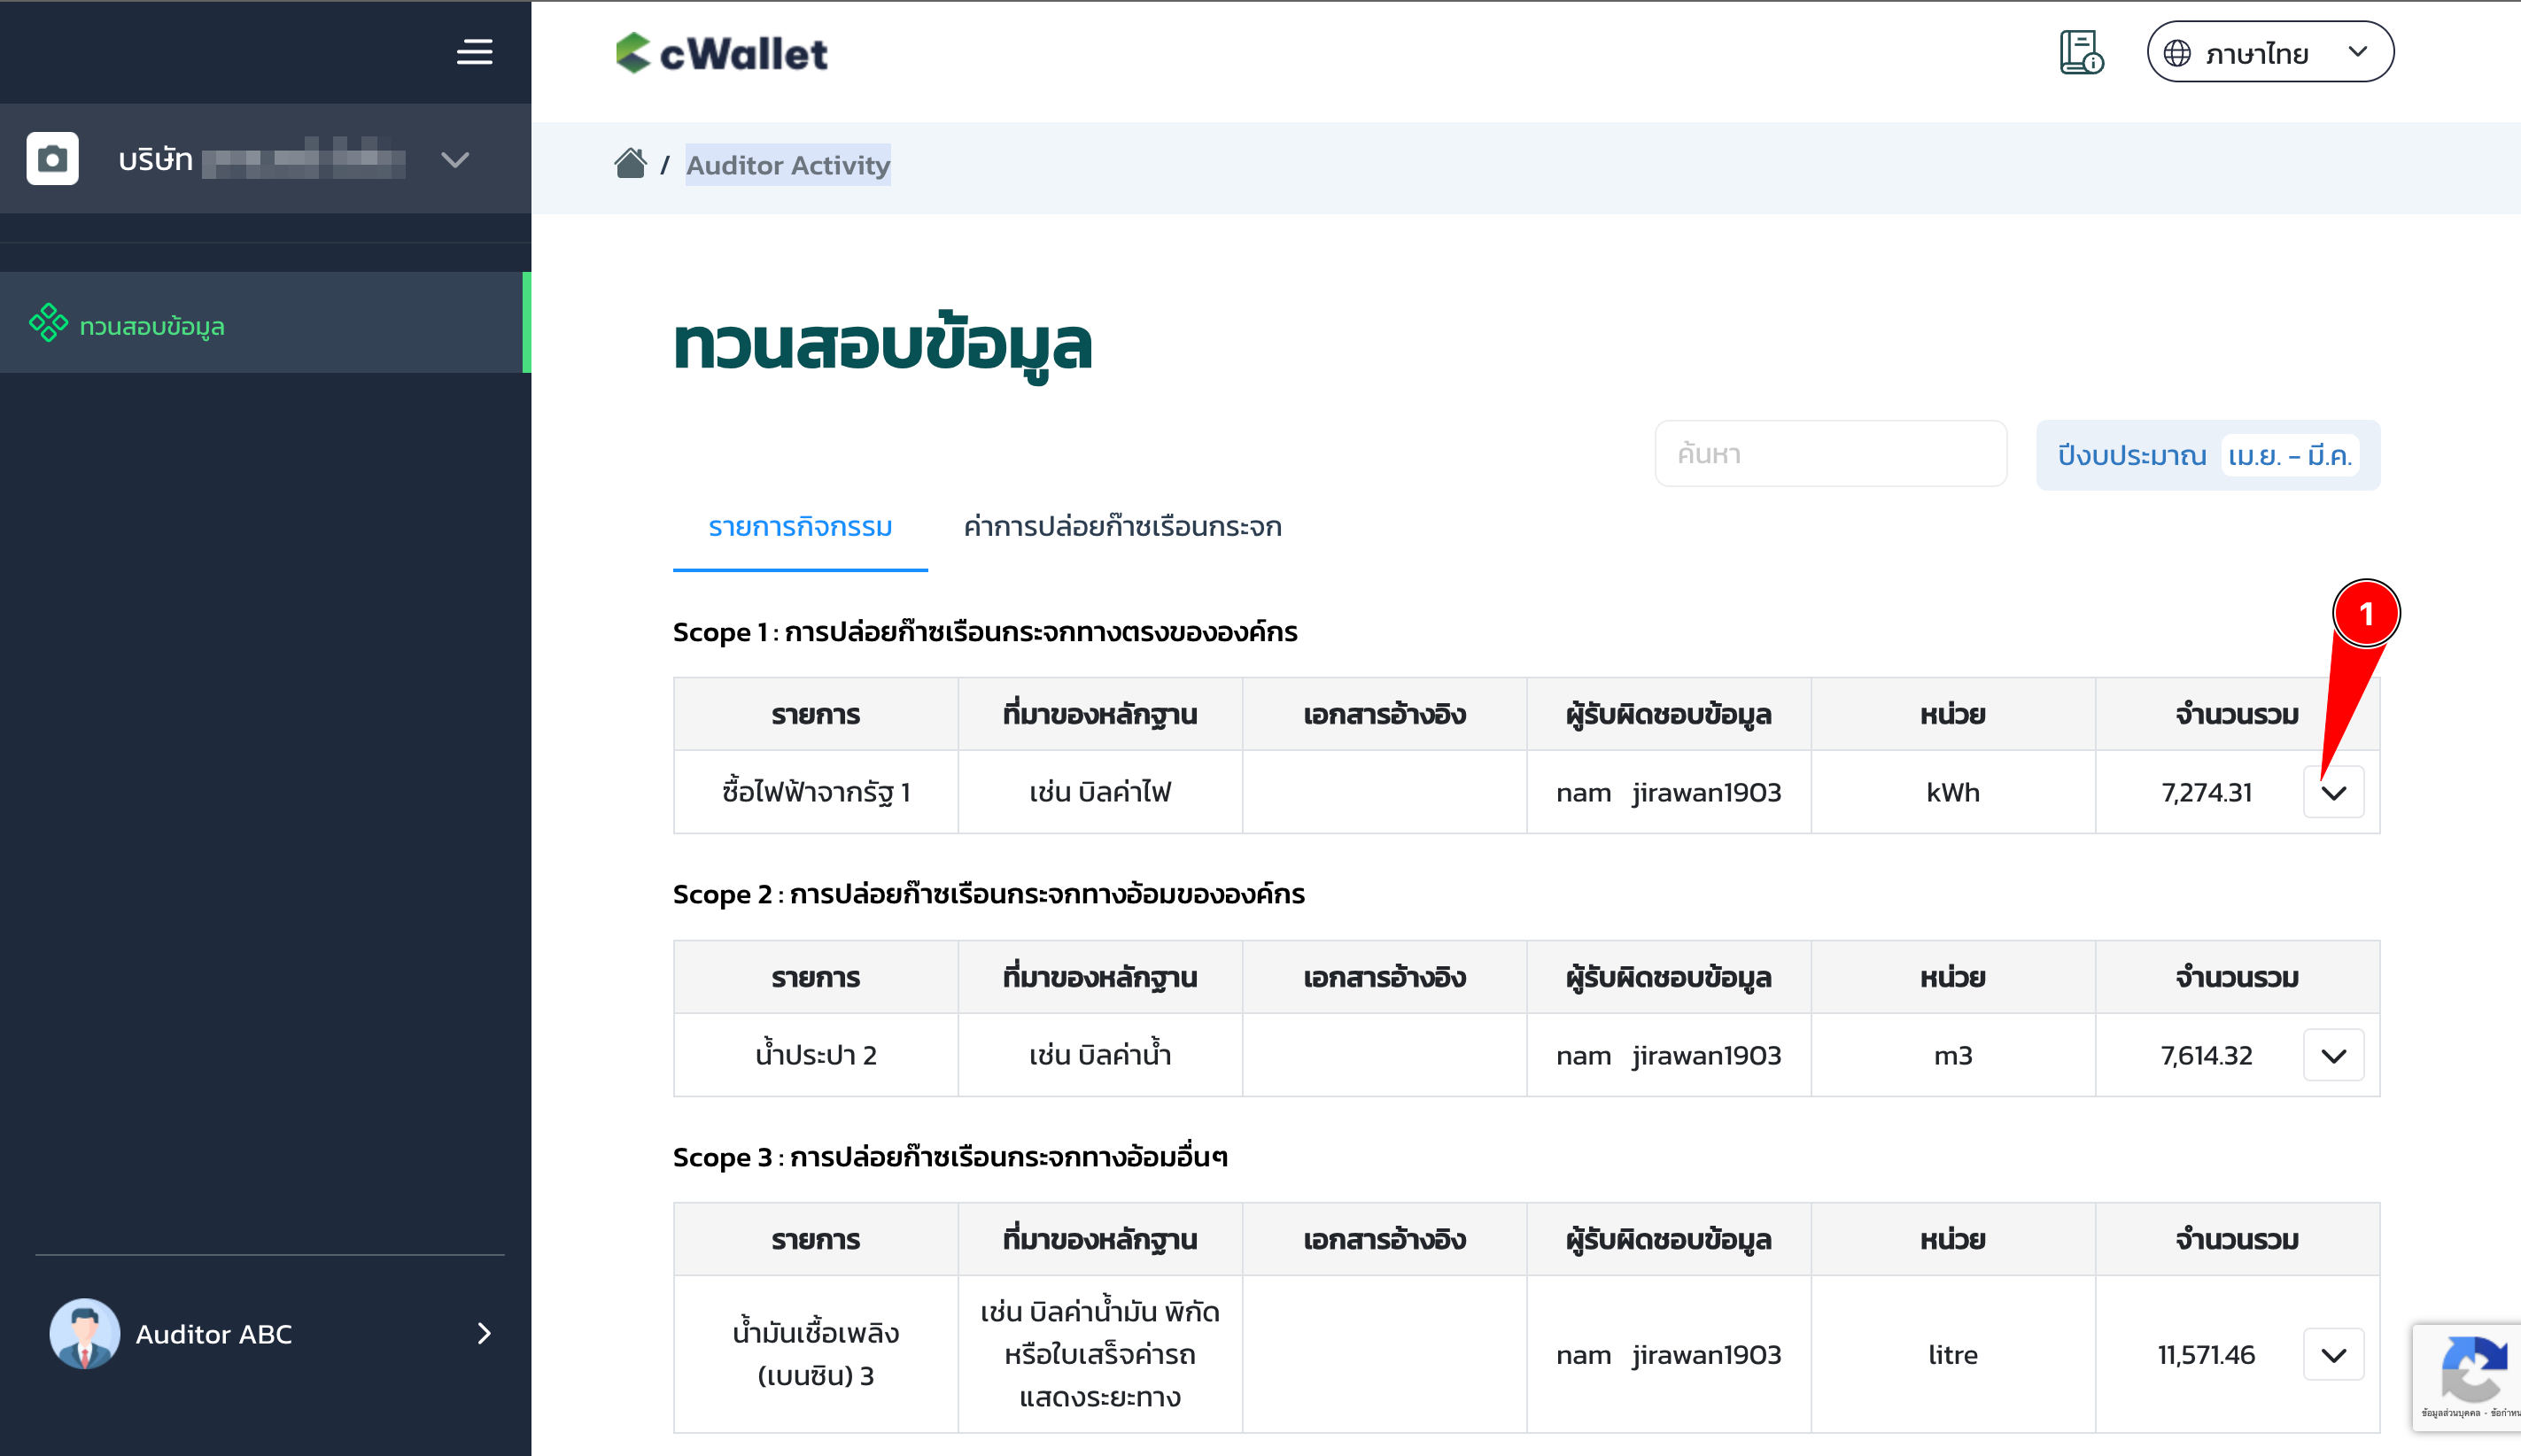 cWallet
ภาษาไทย
บริษัท
/ Auditor Activity
ทวนสอบข้อมูล
ทวนสอบข้อมูล
ค้นหา
ปีงบประมาณ เม.ย. - มี.ค.
รายการกิจกรรม ค่าการปล่อยก๊าซเรือนกระจก
1
Scope 1 : การปล่อยก๊าซเรือนกระจกทางตรงขององค์กร
รายการ ที่มาของหลักฐาน เอกสารอ้างอิง ผู้รับผิดชอบข้อมูล หน่วย จำนวนรวม
ซื้อไฟฟ้าจากรัฐ 1 เช่น บิลค่าไฟ nam jirawan1903 kWh 7,274.31
Scope 2 : การปล่อยก๊าซเรือนกระจกทางอ้อมขององค์กร
รายการ ที่มาของหลักฐาน เอกสารอ้างอิง ผู้รับผิดชอบข้อมูล หน่วย จำนวนรวม
น้ำประปา 2 เช่น บิลค่าน้ำ nam jirawan1903 m3 7,614.32
Scope 3 : การปล่อยก๊าซเรือนกระจกทางอ้อมอื่นๆ
รายการ ที่มาของหลักฐาน เอกสารอ้างอิง ผู้รับผิดชอบข้อมูล หน่วย จำนวนรวม
น้ำมันเชื้อเพลิง
(เบนซิน) 3
เช่น บิลค่าน้ำมัน พิกัด
หรือใบเสร็จค่ารถ
แสดงระยะทาง
nam jirawan1903 litre 11,571.46
Auditor ABC
ข้อมูลส่วนบุคคล -